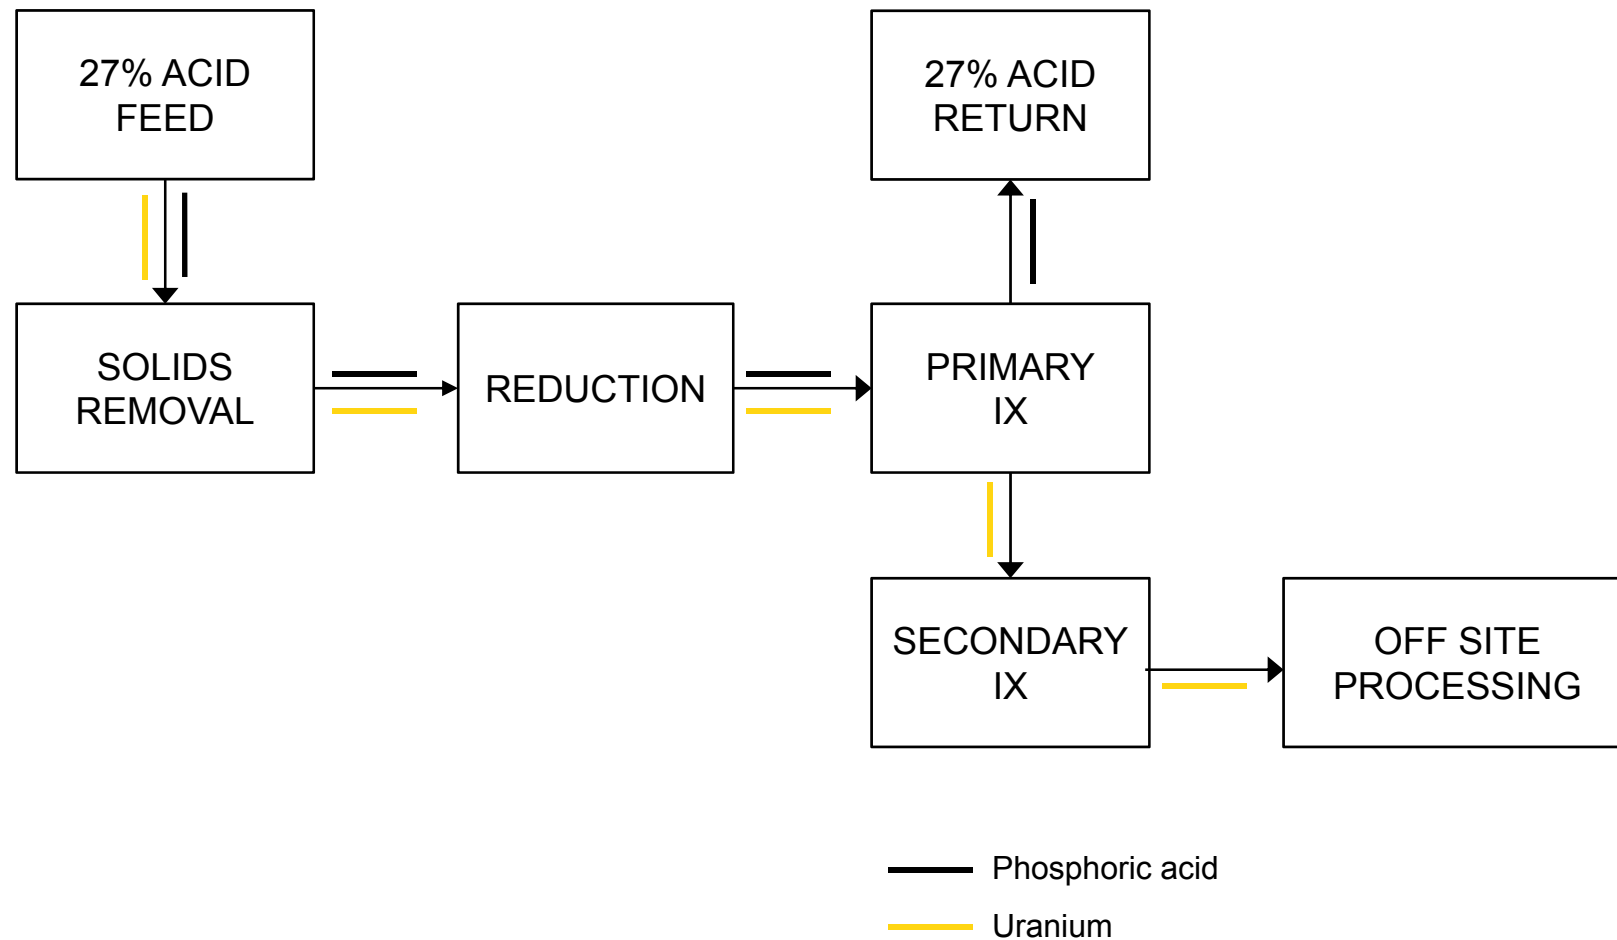 27% ACID
FEED
27% ACID
RETURN
SOLIDS
REMOVAL
REDUCTION
PRIMARY
IX
SECONDARY
IX
OFF SITE
PROCESSING
Phosphoric acid
Uranium